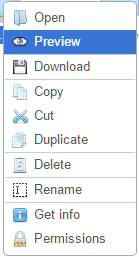 Open
Preview
Download
Copy
Cut
Duplicate
Delete
Rename
Get info
Permissions